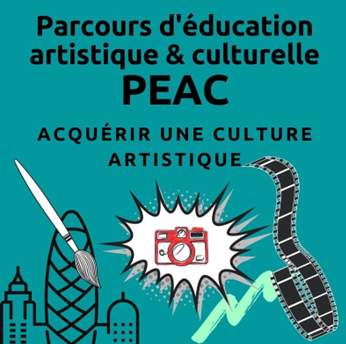 Parcours d'éducation
artistique & culturelle
PEAC
ACQUÉRIR UNE CULTURE
ARTISTIQUE